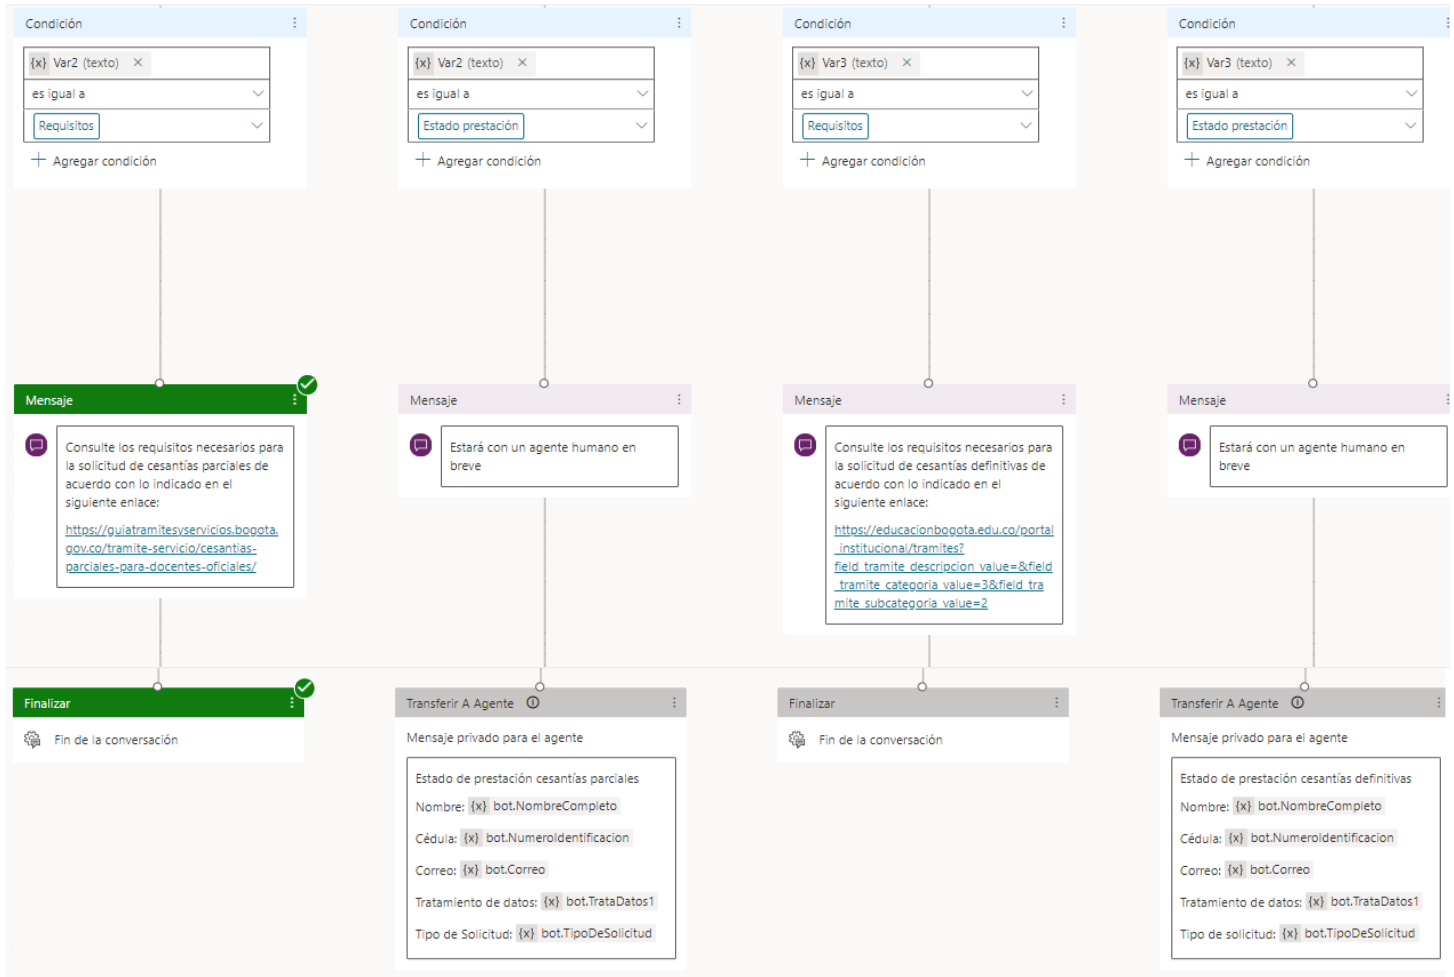 Condición
{x} Var2 (texto) ×
es igual a
Requisitos
+ Agregar condición
Condición
{x} Var2 (texto) ×
es igual a
Estado prestación
+ Agregar condición
Condición
{x} Var3 (texto) ×
es igual a
Requisitos
+ Agregar condición
Condición
{x} Var3 (texto) ×
es igual a
Estado prestación
+ Agregar condición
Mensaje
Consulte los requisitos necesarios para
la solicitud de cesantías parciales de
acuerdo con lo indicado en el
siguiente enlace:
https://guiatramitesyservicios.bogota.
gov.co/tramite-servicio/cesantias-
parciales-para-docentes-oficiales/
Mensaje
Estará con un agente humano en
breve
Mensaje
Consulte los requisitos necesarios para
la solicitud de cesantías definitivas de
acuerdo con lo indicado en el
siguiente enlace:
https://educacionbogota.edu.co/portal
_institucional/tramites?
field_tramite_descripcion_value=&field
_tramite_categoria_value=3&field_tra
mite_subcategoria_value=2
Mensaje
Estará con un agente humano en
breve
Finalizar
Fin de la conversación
Transferir A Agente
Mensaje privado para el agente
Estado de prestación cesantías parciales
Nombre: {x} bot.NombreCompleto
Cédula: {x} bot.NumeroIdentificacion
Correo: {x} bot.Correo
Tratamiento de datos: {x} bot.TrataDatos1
Tipo de Solicitud: {x} bot.TipoDeSolicitud
Finalizar
Fin de la conversación
Transferir A Agente
Mensaje privado para el agente
Estado de prestación cesantías definitivas
Nombre: {x} bot.NombreCompleto
Cédula: {x} bot.NumeroIdentificacion
Correo: {x} bot.Correo
Tratamiento de datos: {x} bot.TrataDatos1
Tipo de solicitud: {x} bot.TipoDeSolicitud